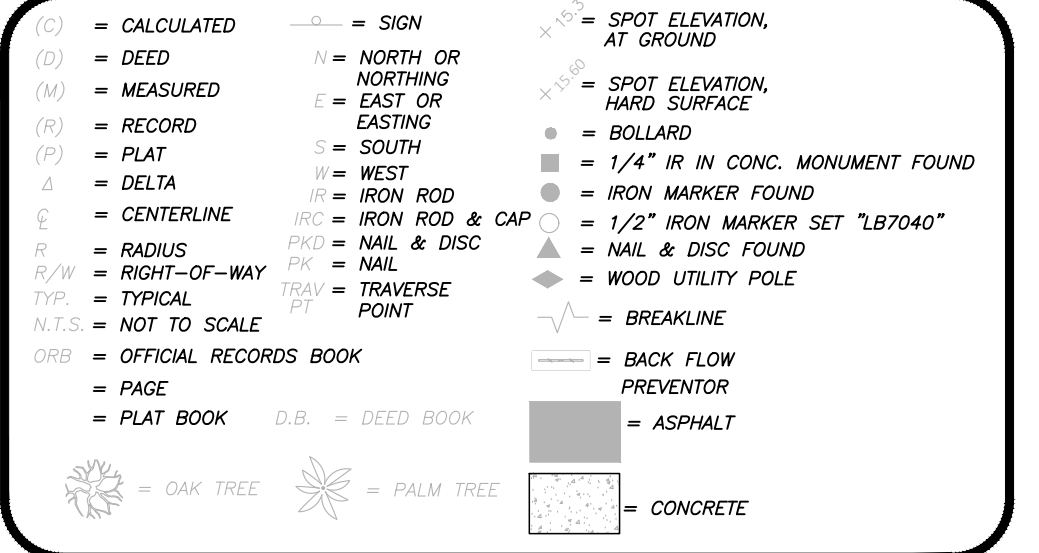 (C) = CALCULATED
(D) = DEED
(M) = MEASURED
(R) = RECORD
(P) = PLAT
Δ = DELTA
℄ = CENTERLINE
R = RADIUS
R/W = RIGHT-OF-WAY
TYP. = TYPICAL
N.T.S. = NOT TO SCALE
ORB = OFFICIAL RECORDS BOOK
= PAGE
= PLAT BOOK
D.B. = DEED BOOK
= OAK TREE
= PALM TREE
= SIGN
N = NORTH OR
NORTHING
E = EAST OR
EASTING
S = SOUTH
W = WEST
IR = IRON ROD
IRC = IRON ROD & CAP
PKD = NAIL & DISC
PK = NAIL
TRAV = TRAVERSE
PT POINT
15.3 = SPOT ELEVATION,
AT GROUND
15.60 = SPOT ELEVATION,
HARD SURFACE
= BOLLARD
= 1/4" IR IN CONC. MONUMENT FOUND
= IRON MARKER FOUND
= 1/2" IRON MARKER SET "LB7040"
= NAIL & DISC FOUND
= WOOD UTILITY POLE
= BREAKLINE
= BACK FLOW
PREVENTOR
= ASPHALT
= CONCRETE